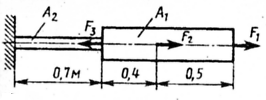 A₂ F₃ A₁ F₂ F₁
0,7м 0,4 0,5